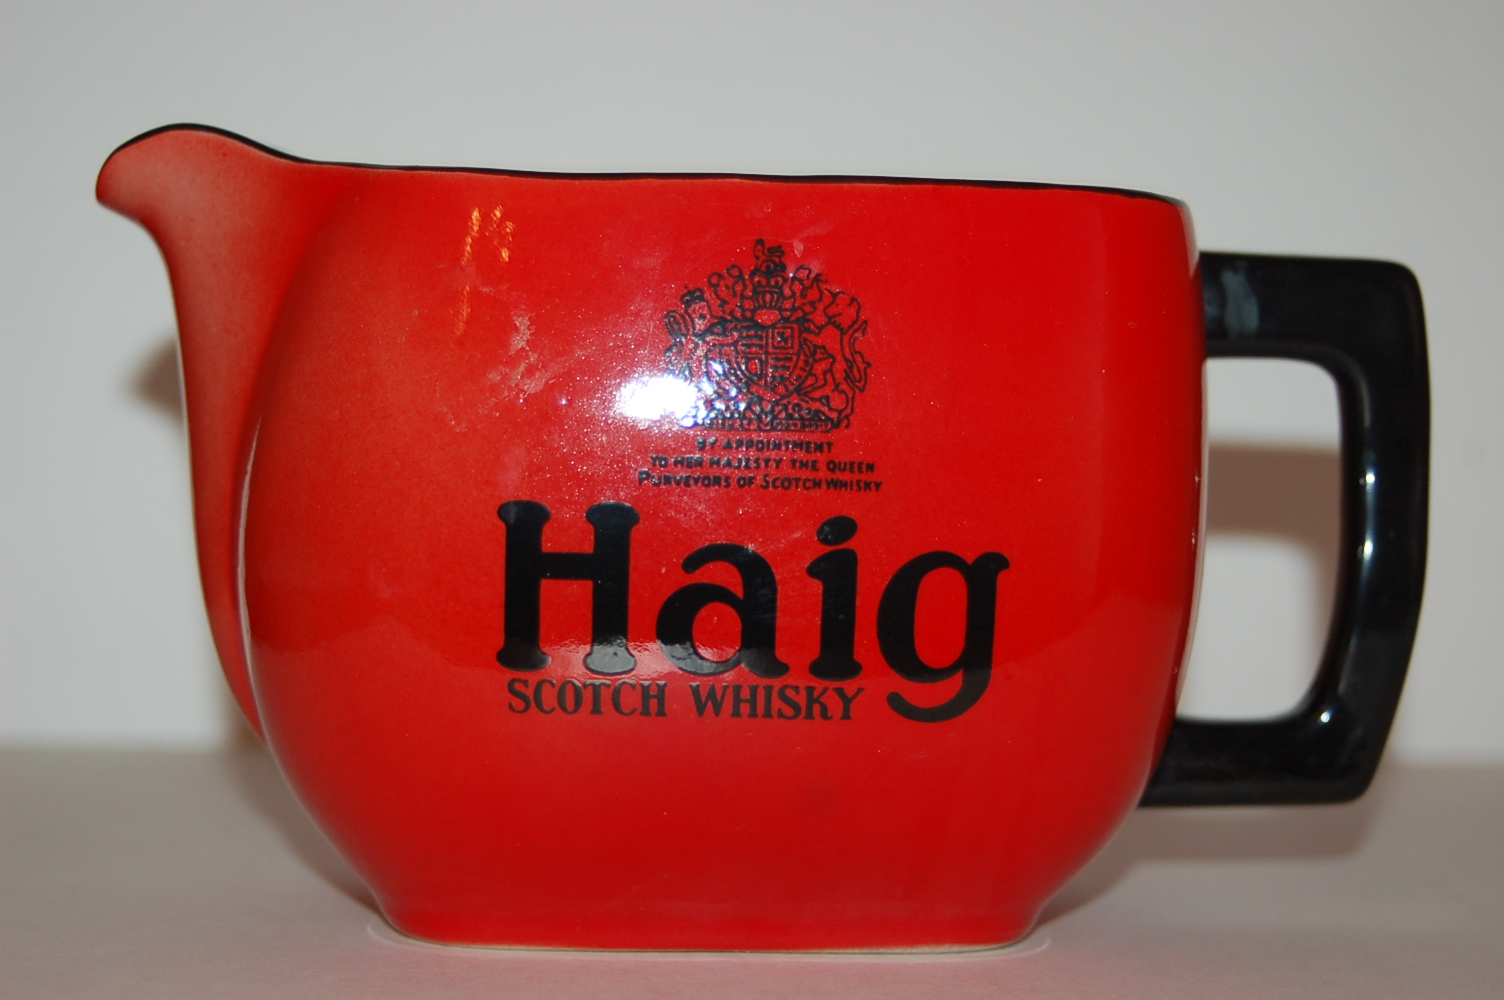 BY APPOINTMENT
TO HER MAJESTY THE QUEEN
PURVEYORS OF SCOTCH WHISKY
Haig
SCOTCH WHISKY